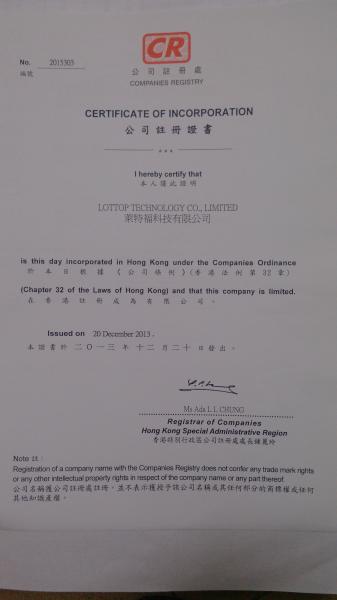 CR
No. 2015303
編號
公司註冊處
COMPANIES REGISTRY
CERTIFICATE OF INCORPORATION
公司註冊證書
I hereby certify that
本人謹此證明
LOTTOP TECHNOLOGY CO., LIMITED
萊特福科技有限公司
is this day incorporated in Hong Kong under the Companies Ordinance
於本日根據《公司條例》(香港法例第32章)
(Chapter 32 of the Laws of Hong Kong) and that this company is limited.
在香港註冊成為有限公司。
Issued on 20 December 2013.
本證書於二〇一三年十二月二十日發出。
Ms Ada L L CHUNG
Registrar of Companies
Hong Kong Special Administrative Region
香港特別行政區公司註冊處處長鍾麗玲
Note 註:
Registration of a company name with the Companies Registry does not confer any trade mark rights
or any other intellectual property rights in respect of the company name or any part thereof.
公司名稱獲公司註冊處註冊,並不表示獲授予該公司名稱或其任何部分的商標權或任何
其他知識產權。